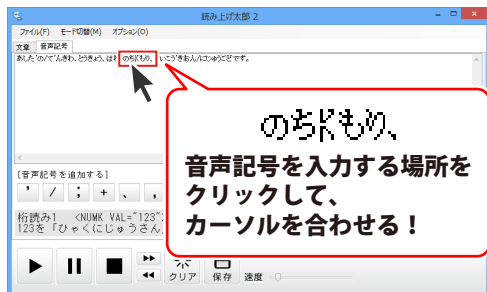 読み上げ太郎 2
ファイル(F) モード切替(M) オプション(O)
文章 音声記号
あした'の/て'んきわ、とうきょう、はれ のちくもり、 いこう'きおん/にじゅうごどです。
のちくもり、
音声記号を入力する場所を
クリックして、
カーソルを合わせる！
[音声記号を追加する]
' / ; + 、 ,
桁読み1 <NUMK VAL="123"
123を「ひゃくにじゅうさん
クリア 保存 速度